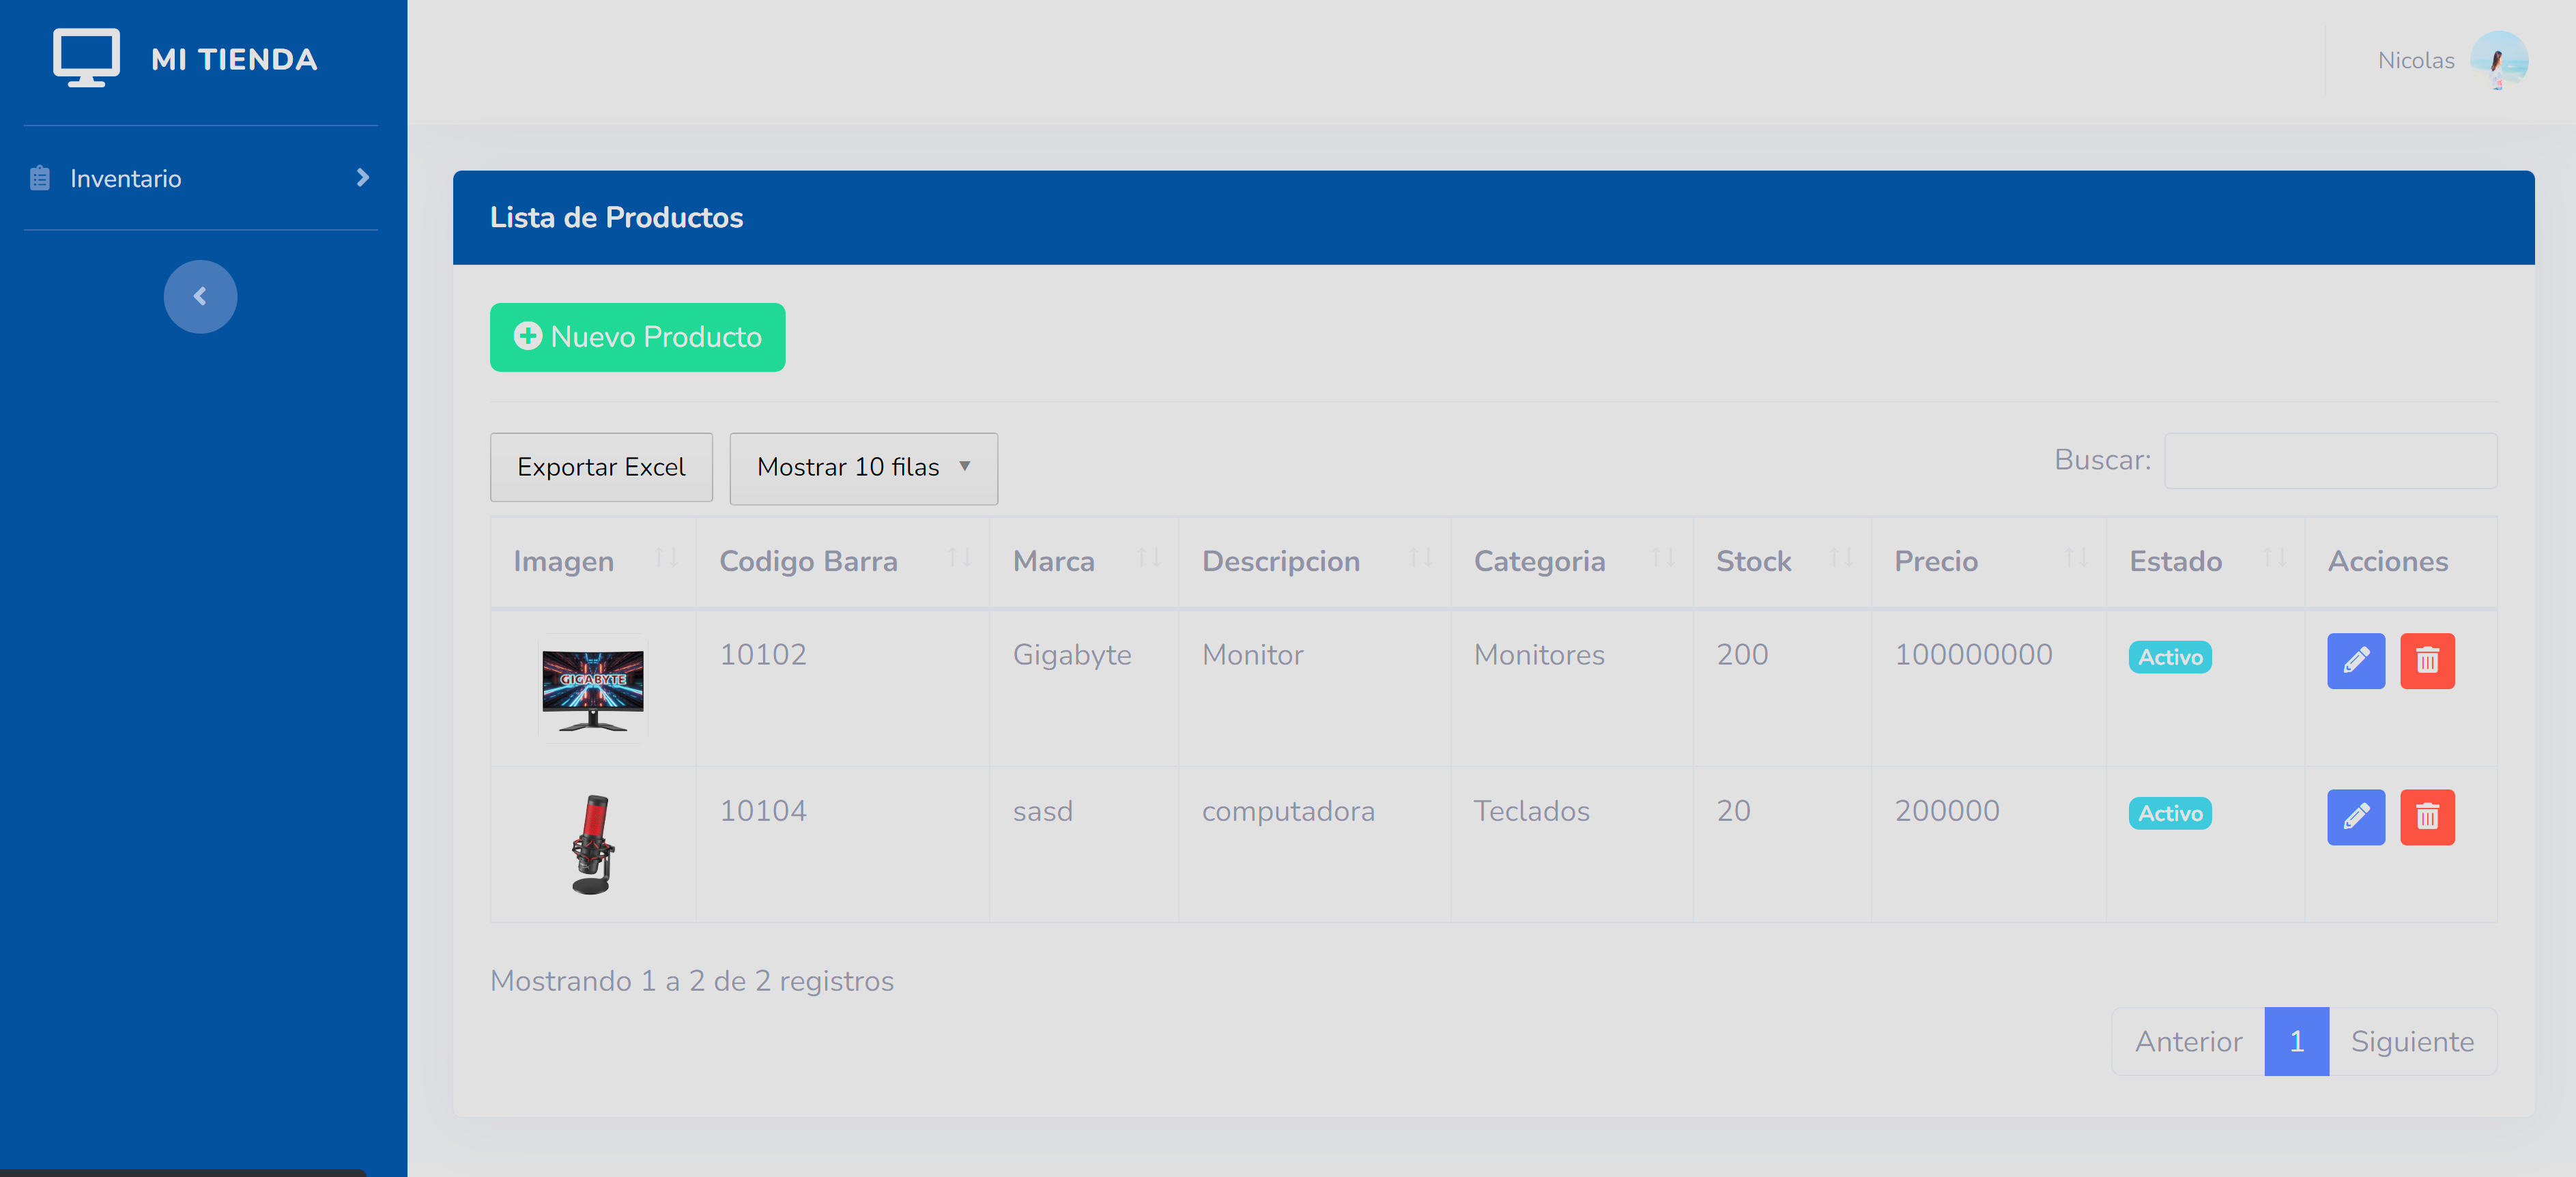 MI TIENDA
Nicolas
Inventario
Lista de Productos
Nuevo Producto
Exportar Excel
Mostrar 10 filas
Buscar:
Imagen Codigo Barra Marca Descripcion Categoria Stock Precio Estado Acciones
GIGABYTE
10102 Gigabyte Monitor Monitores 200 100000000 Activo
10104 sasd computadora Teclados 20 200000 Activo
Mostrando 1 a 2 de 2 registros
Anterior 1 Siguiente